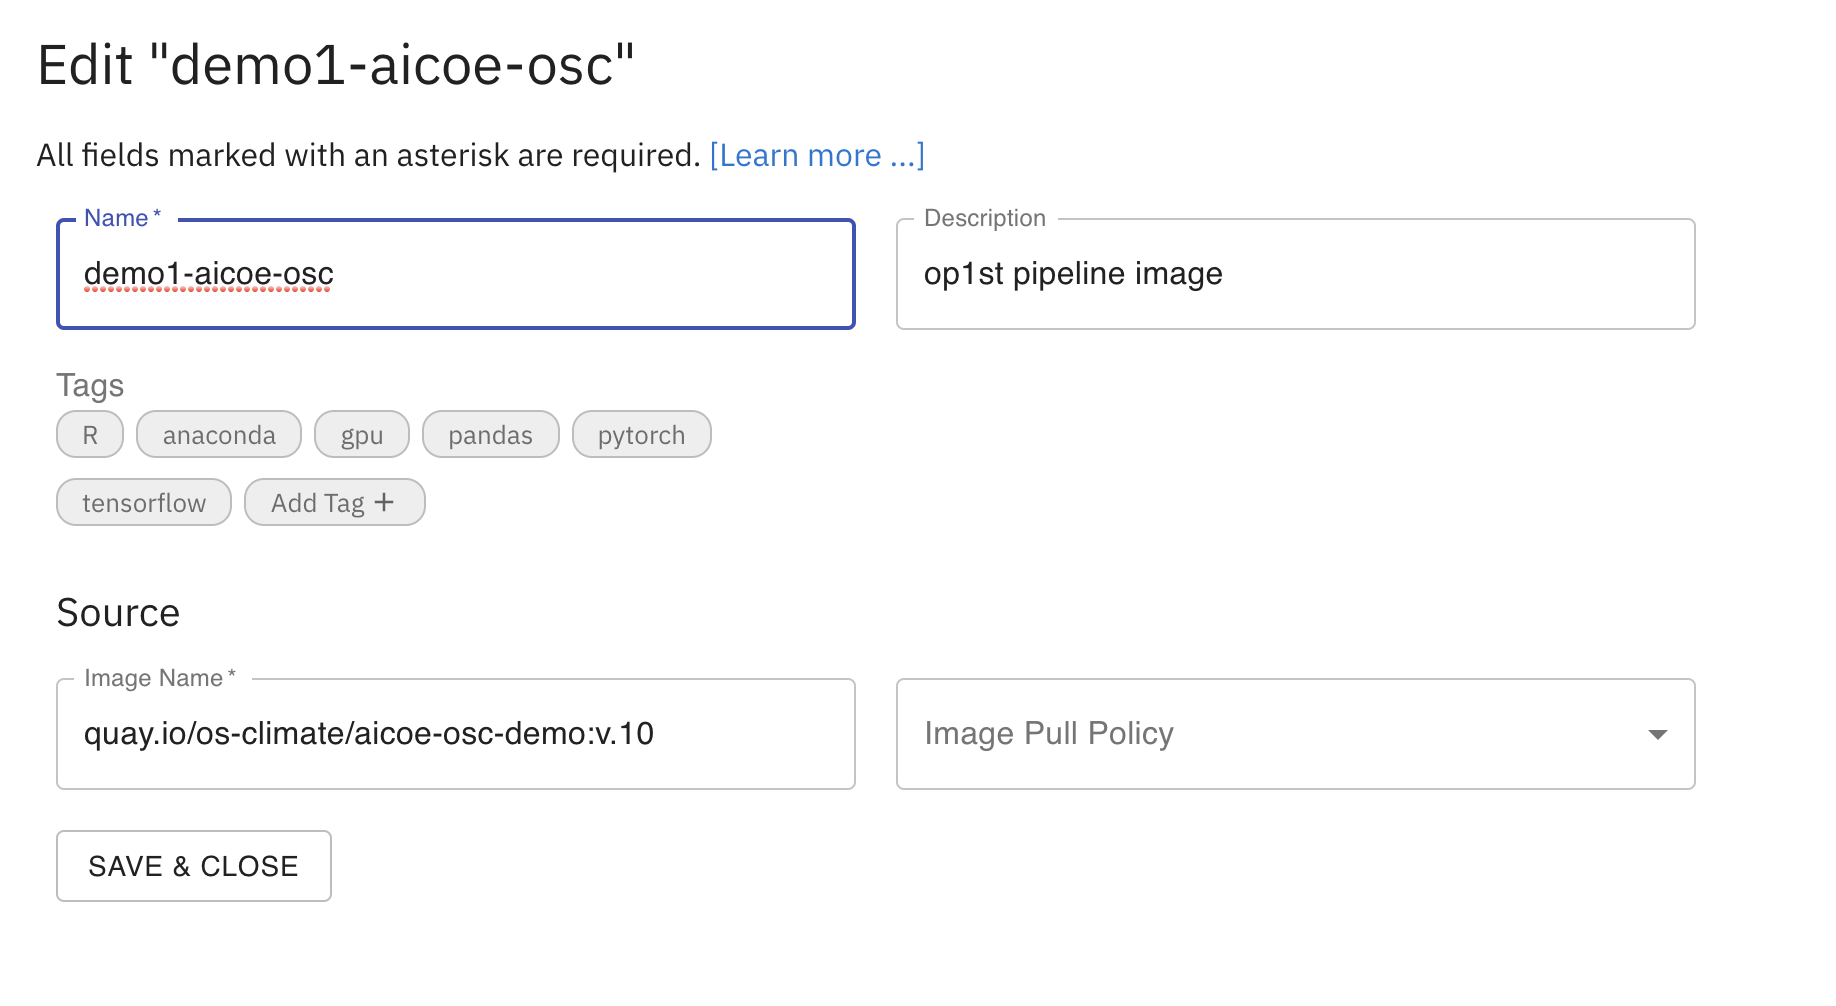 Edit "demo1-aicoe-osc"
All fields marked with an asterisk are required. [Learn more ...]
Name *
demo1-aicoe-osc
Description
op1st pipeline image
Tags
R anaconda gpu pandas pytorch
tensorflow Add Tag +
Source
Image Name *
quay.io/os-climate/aicoe-osc-demo:v.10
Image Pull Policy
SAVE & CLOSE